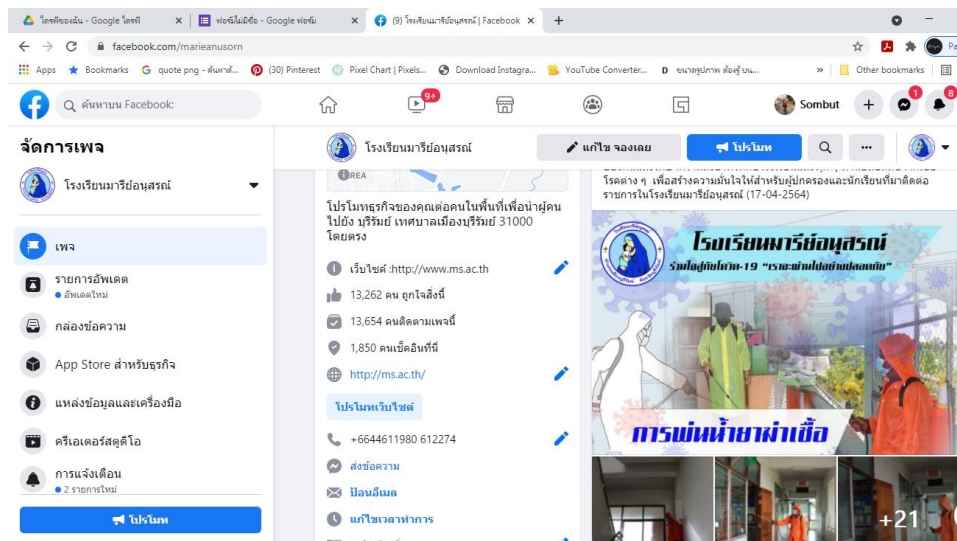 ไดรฟ์ของฉัน - Google ไดรฟ์
ฟอร์มไม่มีชื่อ - Google ฟอร์ม
(9) โรงเรียนมารีย์อนุสรณ์ | Facebook
facebook.com/marieanusorn
Apps
Bookmarks
quote png - ค้นหาด้...
(30) Pinterest
Pixel Chart | Pixels...
Download Instagra...
YouTube Converter...
D ขนาดรูปภาพ ต้องรู้ บน...
»
Other bookmarks
ค้นหาบน Facebook:
9+
Sombut
1
8
จัดการเพจ
โรงเรียนมารีย์อนุสรณ์
เพจ
รายการอัพเดต
อัพเดตใหม่
กล่องข้อความ
App Store สำหรับธุรกิจ
แหล่งข้อมูลและเครื่องมือ
ครีเอเตอร์สตูดิโอ
การแจ้งเตือน
2 รายการใหม่
โปรโมท
โรงเรียนมารีย์อนุสรณ์
แก้ไข จองเลย
โปรโมท
REA
โปรโมทธุรกิจของคุณต่อคนในพื้นที่เพื่อนำผู้คน
ไปยัง บุรีรัมย์ เทศบาลเมืองบุรีรัมย์ 31000
โดยตรง
เว็บไซต์ :http://www.ms.ac.th
13,262 คน ถูกใจสิ่งนี้
13,654 คนติดตามเพจนี้
1,850 คนเช็คอินที่นี่
http://ms.ac.th/
โปรโมทเว็บไซต์
+6644611980 612274
ส่งข้อความ
ป้อนอีเมล
แก้ไขเวลาทำการ
โรคต่าง ๆ เพื่อสร้างความมั่นใจให้สำหรับผู้ปกครองและนักเรียนที่มาติดต่อ
ราชการในโรงเรียนมารีย์อนุสรณ์ (17-04-2564)
โรงเรียนมารีย์อนุสรณ์
ร่วมใจสู้ภัยโควิด-19 "เราจะผ่านไปอย่างปลอดภัย"
การพ่นน้ำยาฆ่าเชื้อ
+21